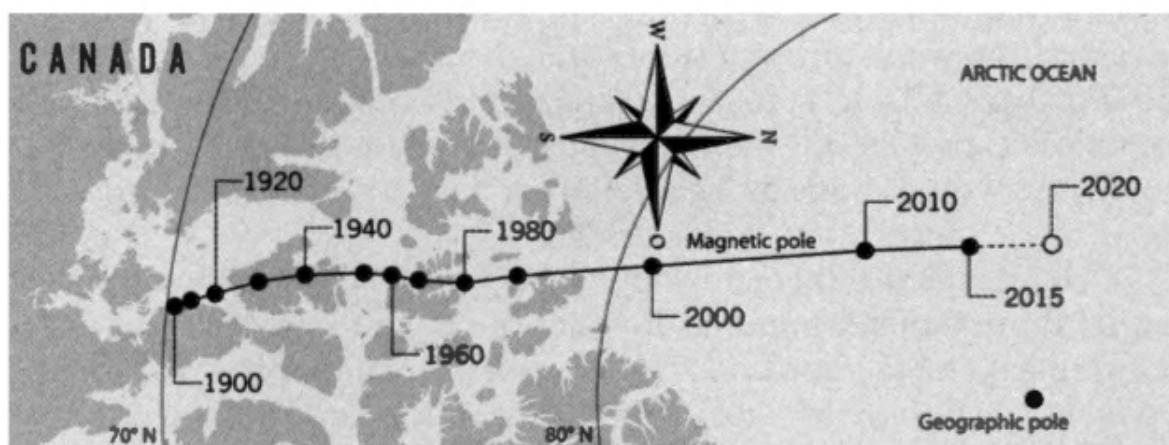 CANADA
W
ARCTIC OCEAN
S
N
1920
2020
1940
1980
2010
O
Magnetic pole
2000
2015
1960
1900
Geographic pole
70° N
80° N